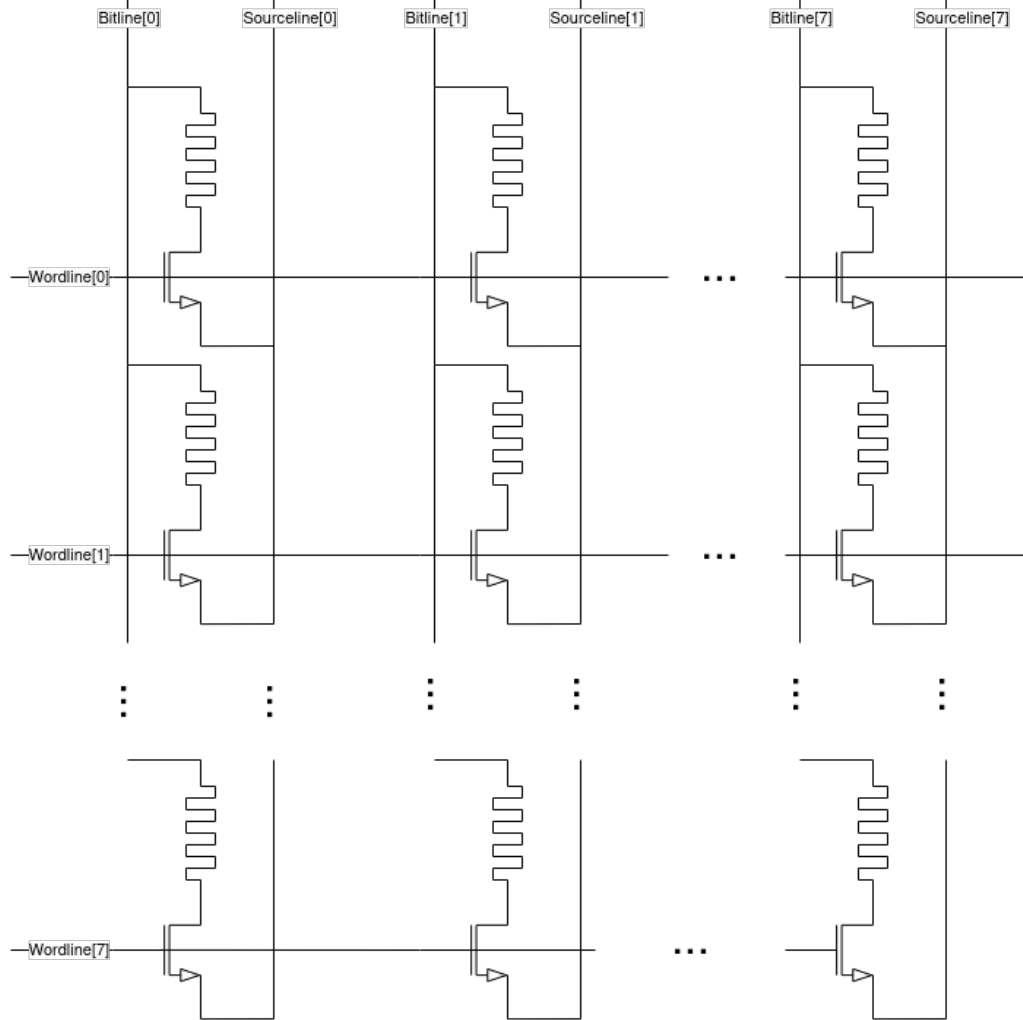 Bitline[0] Sourceline[0] Bitline[1] Sourceline[1] Bitline[7] Sourceline[7]
Wordline[0] ...
Wordline[1] ...
Wordline[7] ...